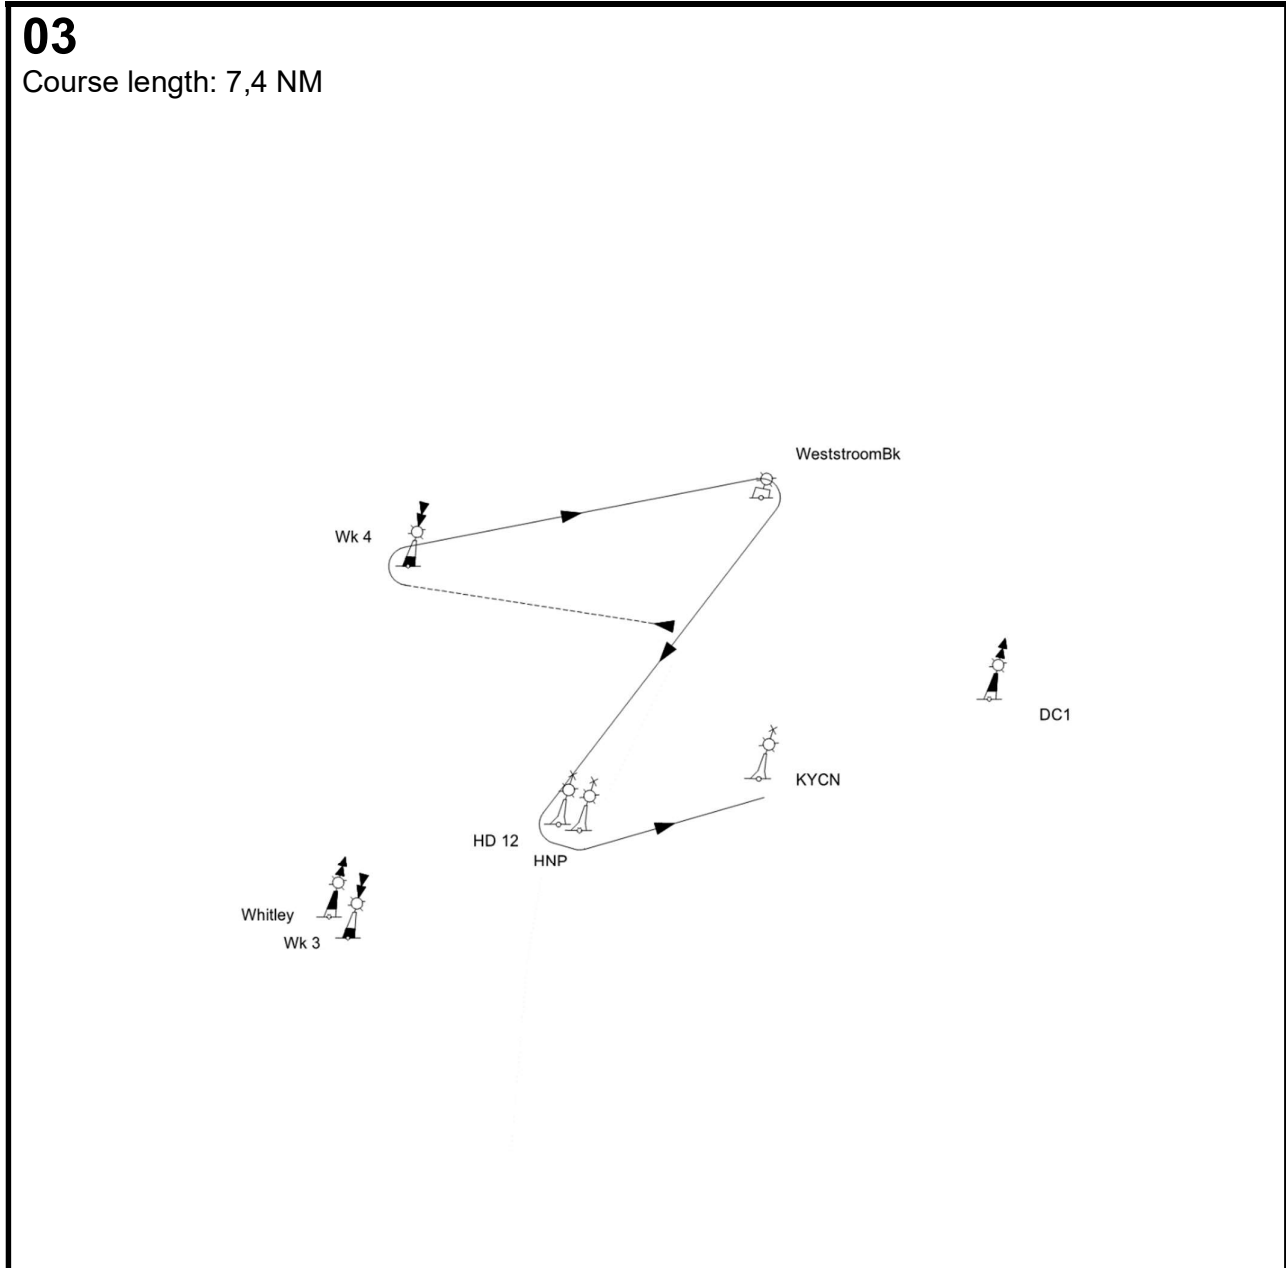 03
Course length: 7,4 NM
WeststroomBk
Wk 4
DC1
KYCN
HD 12
HNP
Whitley
Wk 3